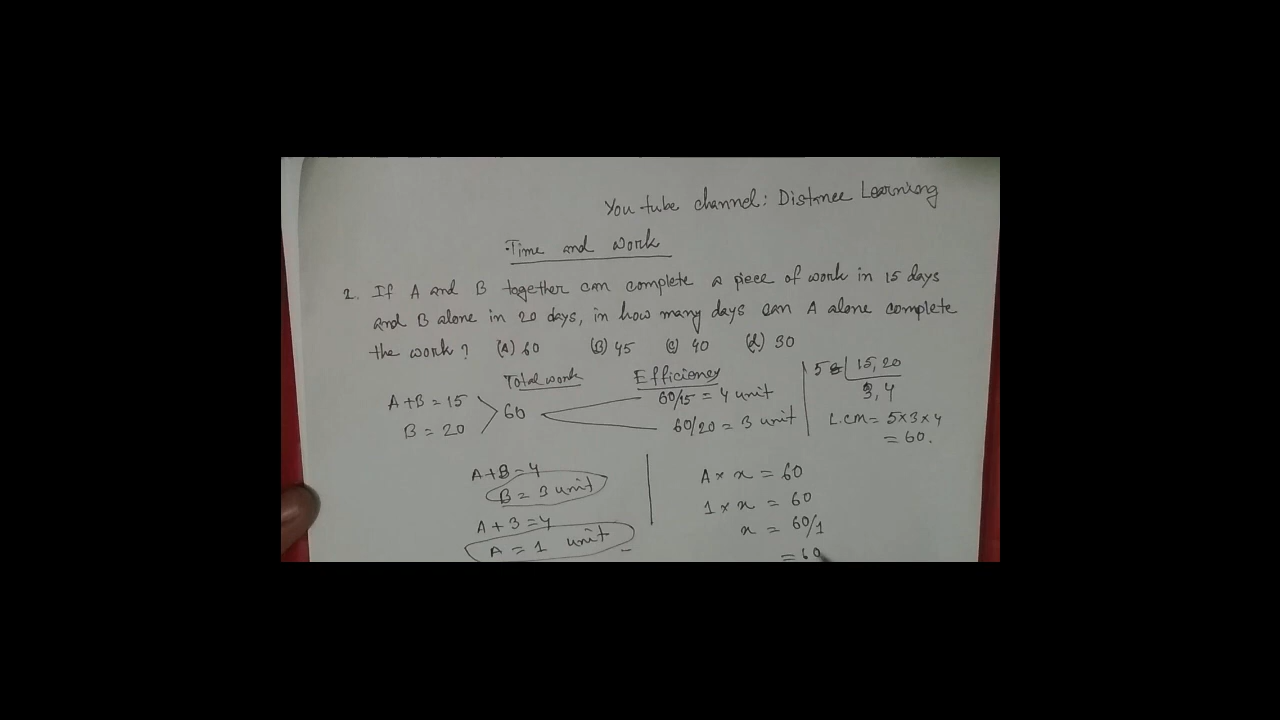 You tube channel: Distance Learning
Time and work
2. If A and B together can complete a piece of work in 15 days
and B alone in 20 days, in how many days can A alone complete
the work? (A) 60 (B) 45 (C) 40 (d) 30
Total work Efficiency
A+B = 15
B = 20
60
60/15 = 4 unit
60/20 = 3 unit
5 15, 20
3, 4
L.CM = 5×3×4
= 60.
A+B = 4
B = 3 unit
A + 3 = 4
A = 1 unit
A × x = 60
1 × x = 60
x = 60/1
= 60